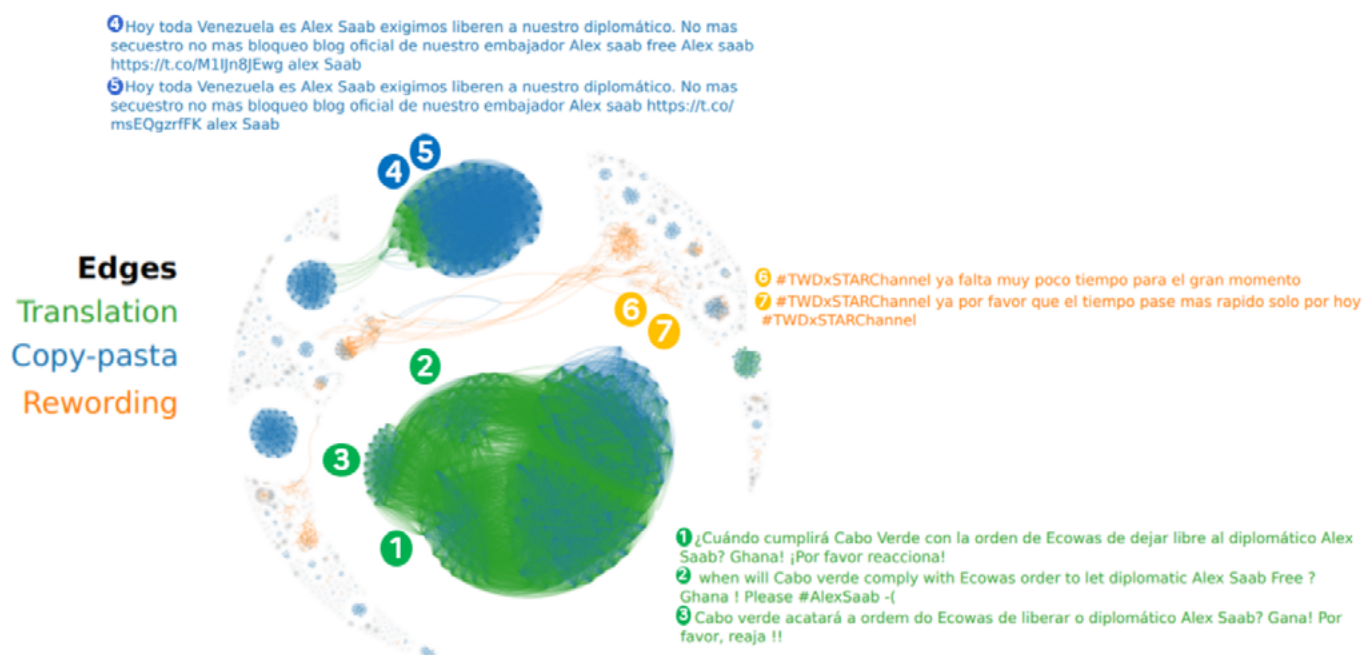 4 Hoy toda Venezuela es Alex Saab exigimos liberen a nuestro diplomático. No mas
secuestro no mas bloqueo blog oficial de nuestro embajador Alex saab free Alex saab
https://t.co/M1IJn8JEwg alex Saab
5 Hoy toda Venezuela es Alex Saab exigimos liberen a nuestro diplomático. No mas
secuestro no mas bloqueo blog oficial de nuestro embajador Alex saab https://t.co/
msEQgzrfFK alex Saab
4 5
Edges
Translation
Copy-pasta
Rewording
6 #TWDxSTARChannel ya falta muy poco tiempo para el gran momento
7 #TWDxSTARChannel ya por favor que el tiempo pase mas rapido solo por hoy
#TWDxSTARChannel
6
7
2
3
1
1 ¿Cuándo cumplirá Cabo Verde con la orden de Ecowas de dejar libre al diplomático Alex
Saab? Ghana! ¡Por favor reacciona!
2 when will Cabo verde comply with Ecowas order to let diplomatic Alex Saab Free ?
Ghana ! Please #AlexSaab -(
3 Cabo verde acatará a ordem do Ecowas de liberar o diplomático Alex Saab? Gana! Por
favor, reaja !!